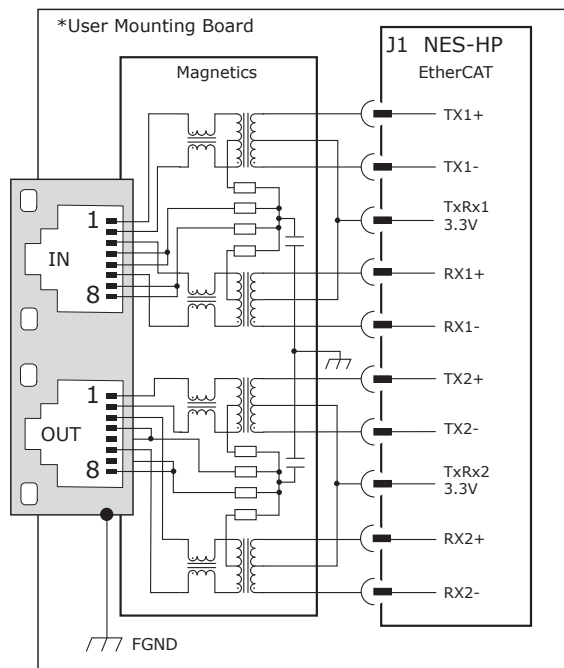 *User Mounting Board
J1 NES-HP
Magnetics
EtherCAT
TX1+
TX1-
TxRx1
3.3V
RX1+
RX1-
1
IN
8
TX2+
TX2-
TxRx2
3.3V
RX2+
RX2-
1
OUT
8
FGND